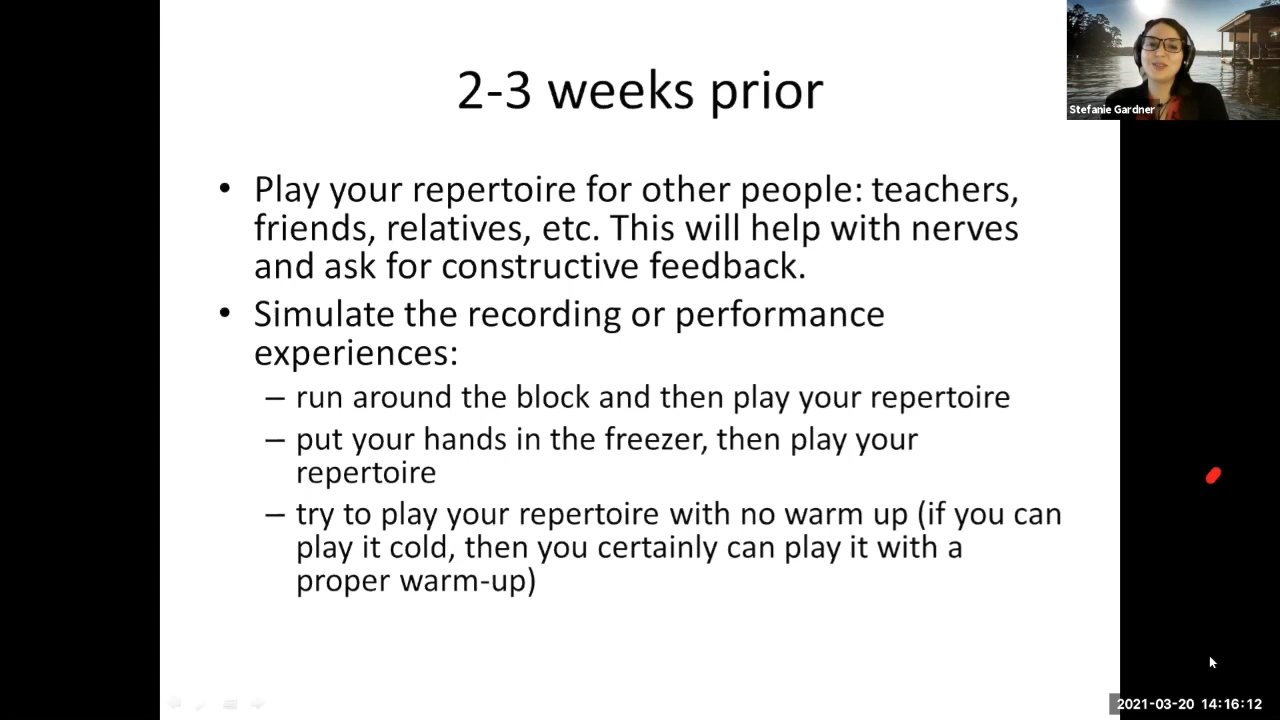 2-3 weeks prior
Stefanie Gardner
• Play your repertoire for other people: teachers,
friends, relatives, etc. This will help with nerves
and ask for constructive feedback.
• Simulate the recording or performance
experiences:
– run around the block and then play your repertoire
– put your hands in the freezer, then play your
repertoire
– try to play your repertoire with no warm up (if you can
play it cold, then you certainly can play it with a
proper warm-up)
2021-03-20 14:16:12